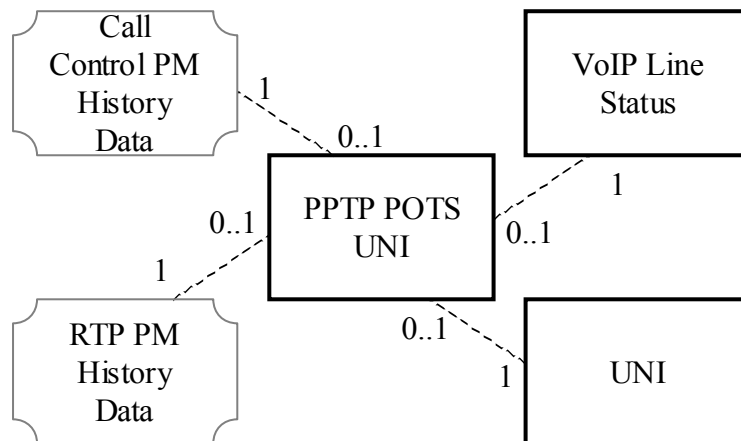 Call
Control PM
History
Data
1
0..1
VoIP Line
Status
1
0..1
PPTP POTS
UNI
0..1
1
RTP PM
History
Data
0..1
1
UNI